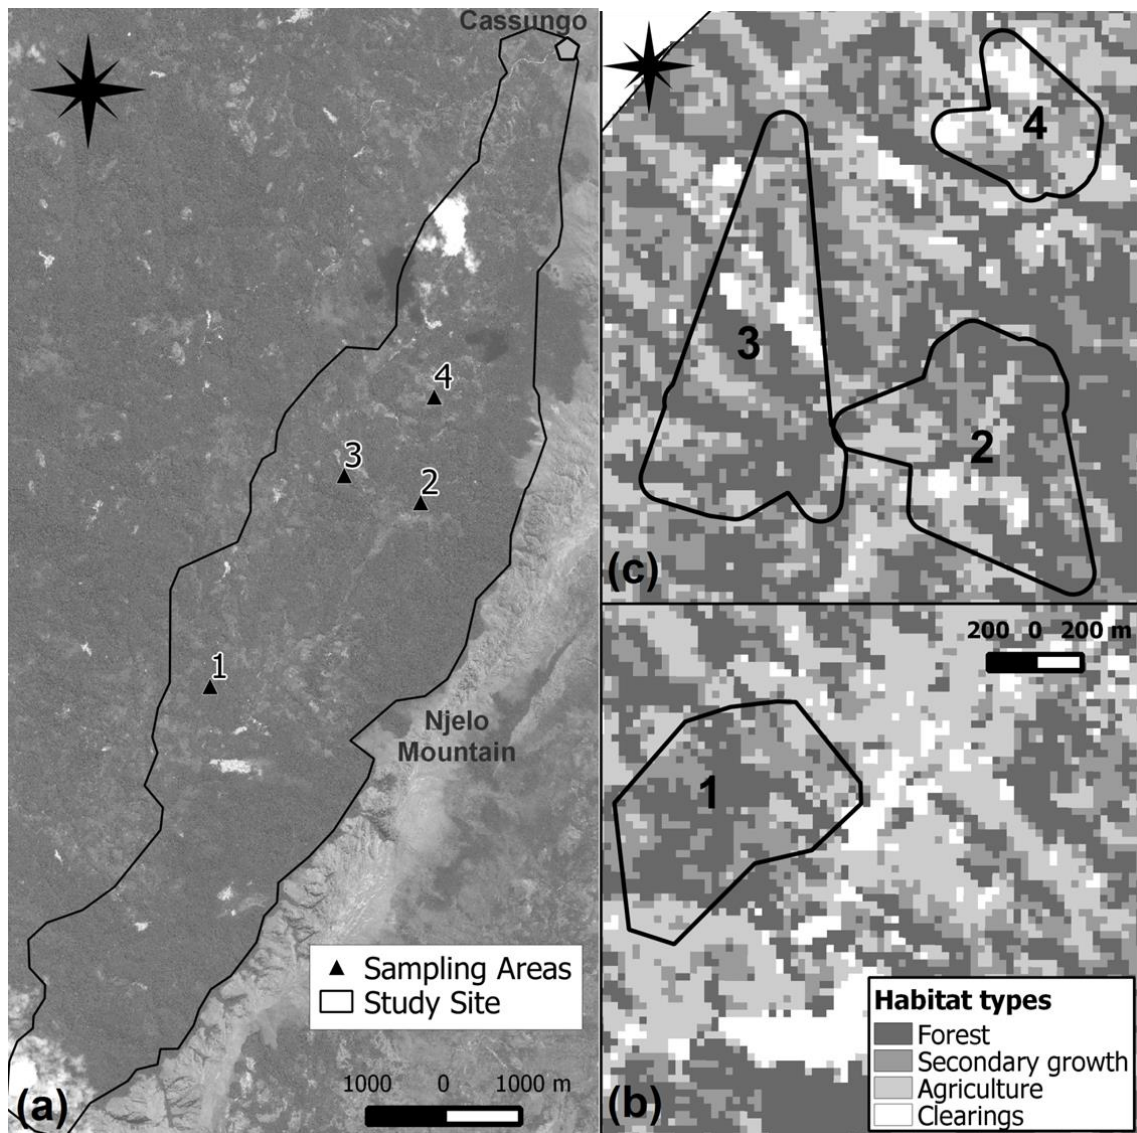 Cassungo
4
3
2
1
Njelo
Mountain
Sampling Areas
Study Site
1000 0 1000 m
(a)
4
3
2
(c)
200 0 200 m
1
Habitat types
Forest
Secondary growth
Agriculture
Clearings
(b)